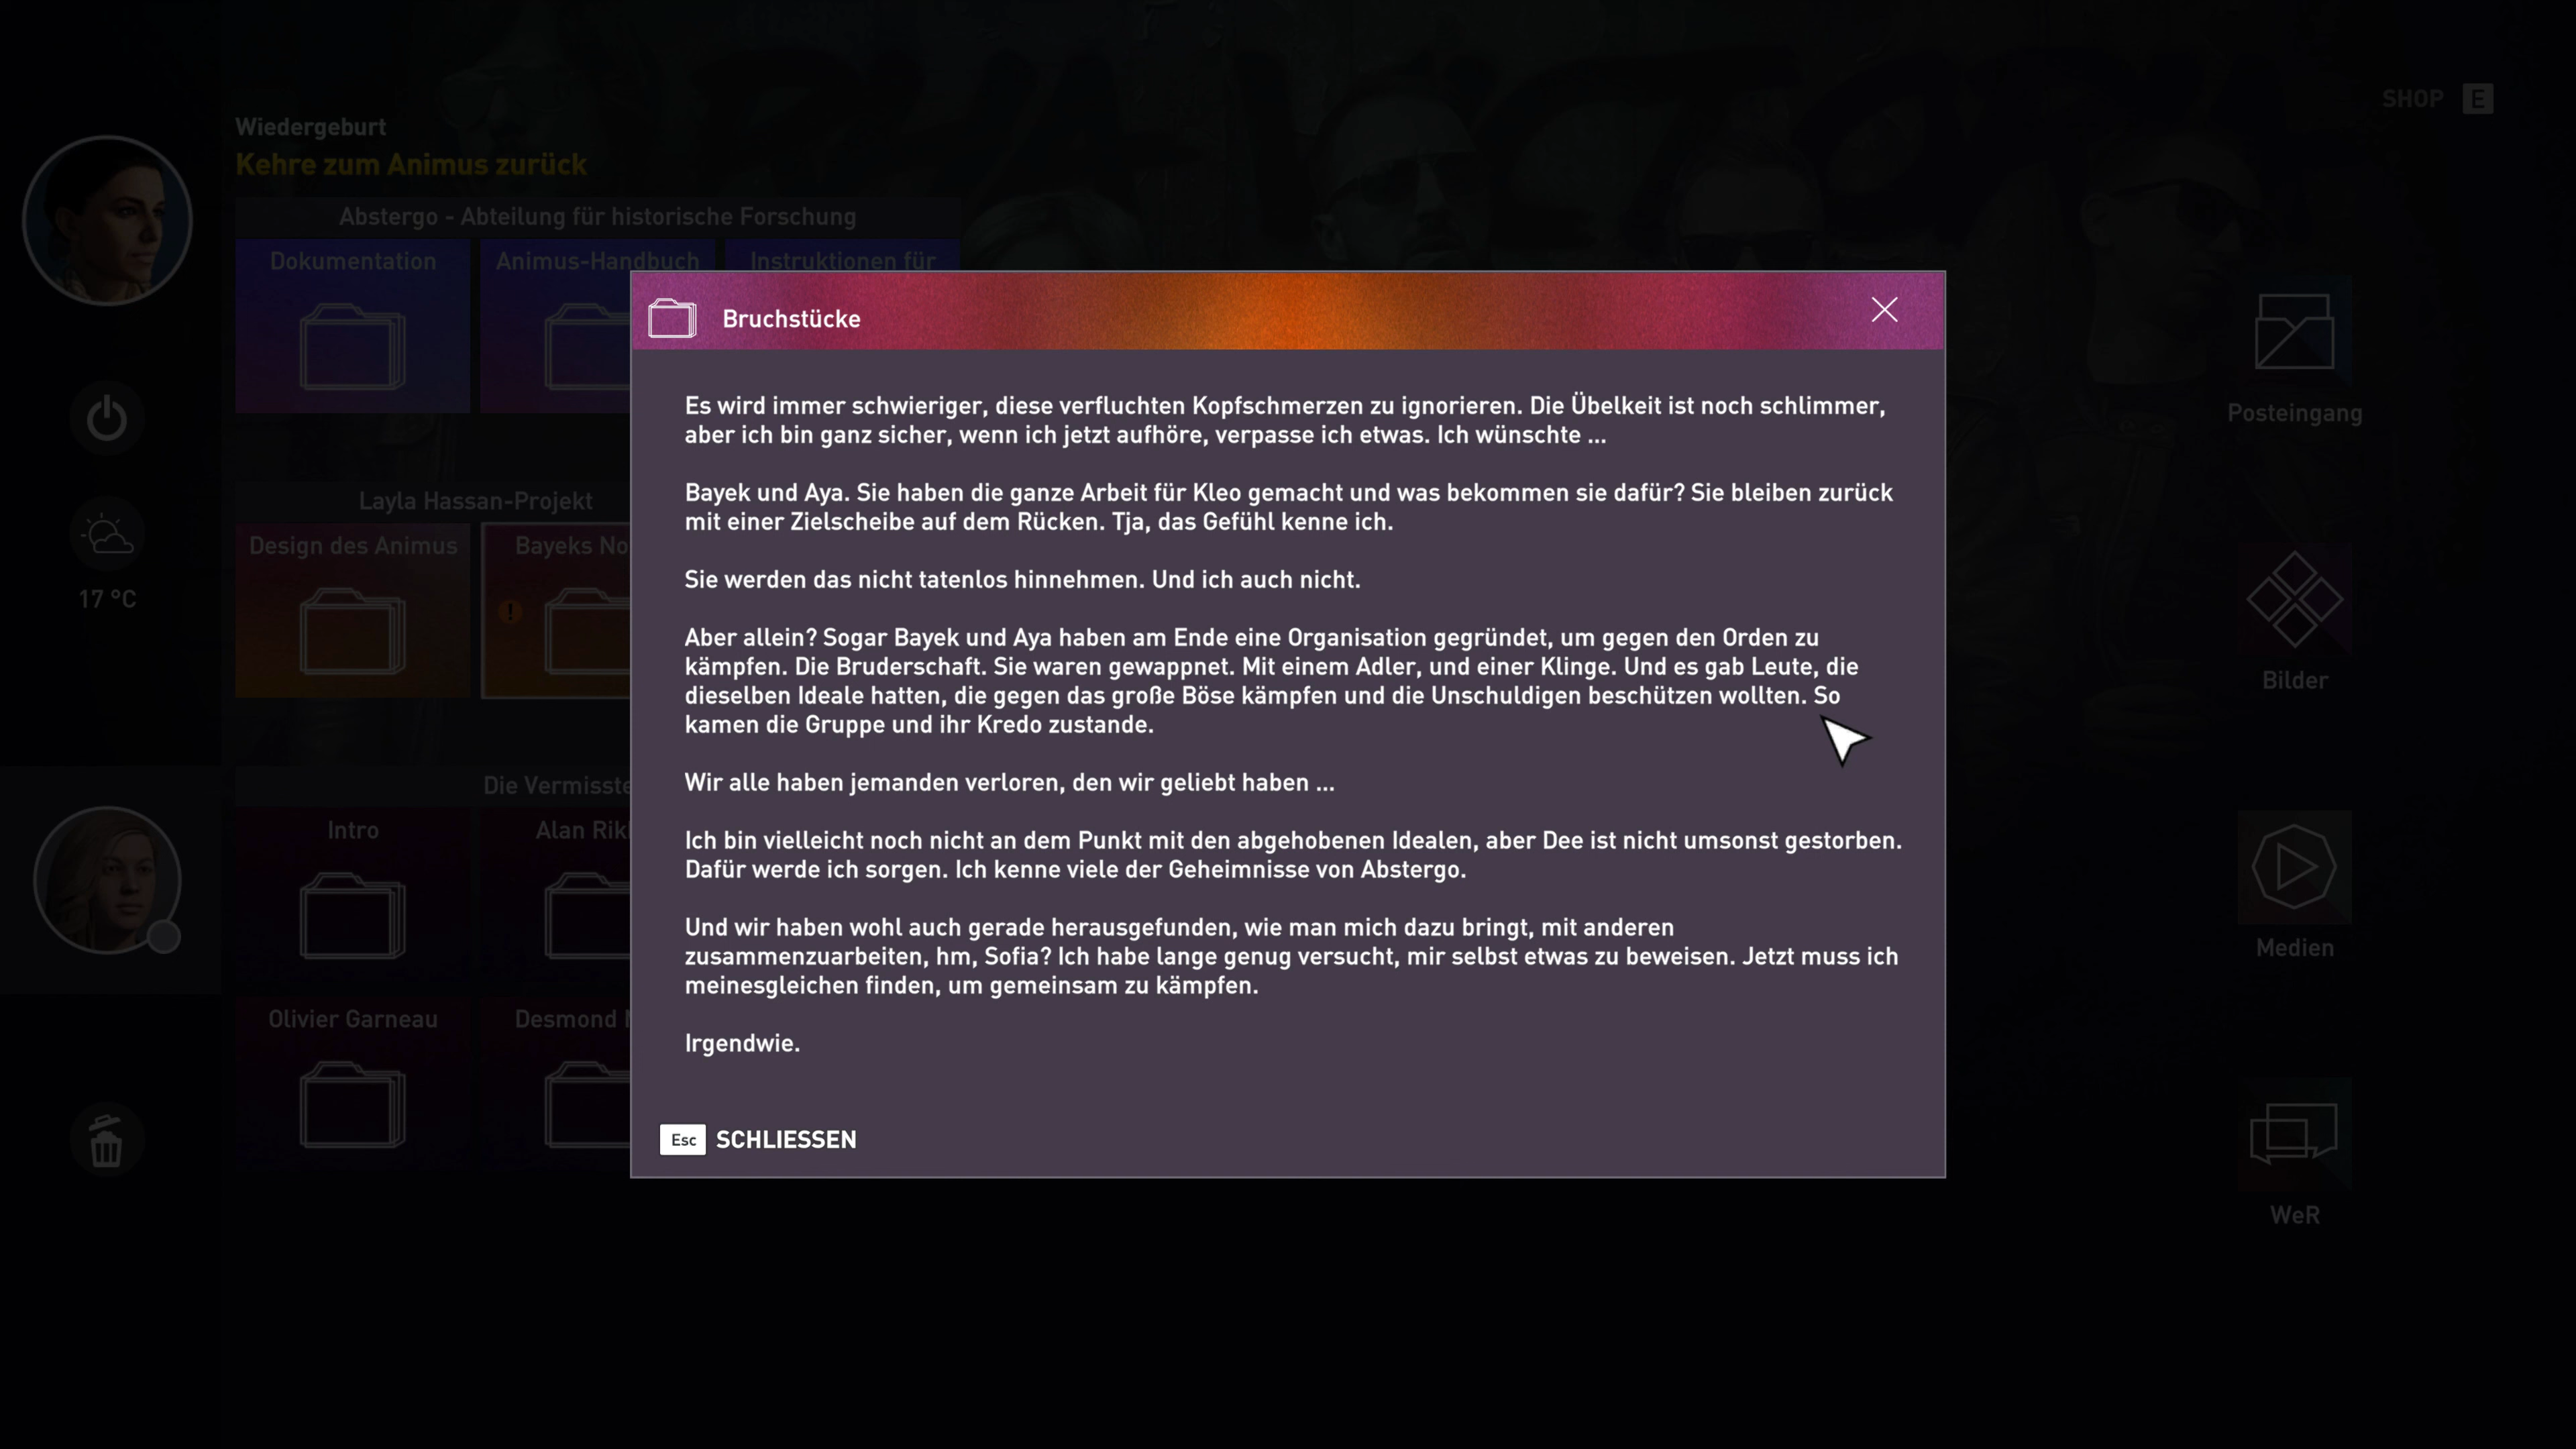 SHOP E
Wiedergeburt
Kehre zum Animus zurück
Abstergo - Abteilung für historische Forschung
Dokumentation
Animus-Handbuch
Instruktionen für
Bruchstücke
Es wird immer schwieriger, diese verfluchten Kopfschmerzen zu ignorieren. Die Übelkeit ist noch schlimmer,
aber ich bin ganz sicher, wenn ich jetzt aufhöre, verpasse ich etwas. Ich wünschte ...
Bayek und Aya. Sie haben die ganze Arbeit für Kleo gemacht und was bekommen sie dafür? Sie bleiben zurück
mit einer Zielscheibe auf dem Rücken. Tja, das Gefühl kenne ich.
Sie werden das nicht tatenlos hinnehmen. Und ich auch nicht.
Aber allein? Sogar Bayek und Aya haben am Ende eine Organisation gegründet, um gegen den Orden zu
kämpfen. Die Bruderschaft. Sie waren gewappnet. Mit einem Adler, und einer Klinge. Und es gab Leute, die
dieselben Ideale hatten, die gegen das große Böse kämpfen und die Unschuldigen beschützen wollten. So
kamen die Gruppe und ihr Kredo zustande.
Wir alle haben jemanden verloren, den wir geliebt haben ...
Ich bin vielleicht noch nicht an dem Punkt mit den abgehobenen Idealen, aber Dee ist nicht umsonst gestorben.
Dafür werde ich sorgen. Ich kenne viele der Geheimnisse von Abstergo.
Und wir haben wohl auch gerade herausgefunden, wie man mich dazu bringt, mit anderen
zusammenzuarbeiten, hm, Sofia? Ich habe lange genug versucht, mir selbst etwas zu beweisen. Jetzt muss ich
meinesgleichen finden, um gemeinsam zu kämpfen.
Irgendwie.
Esc SCHLIESSEN
17 °C
Layla Hassan-Projekt
Design des Animus
Bayeks No
Die Vermisste
Intro
Alan Rik
Olivier Garneau
Desmond
Posteingang
Bilder
Medien
WeR